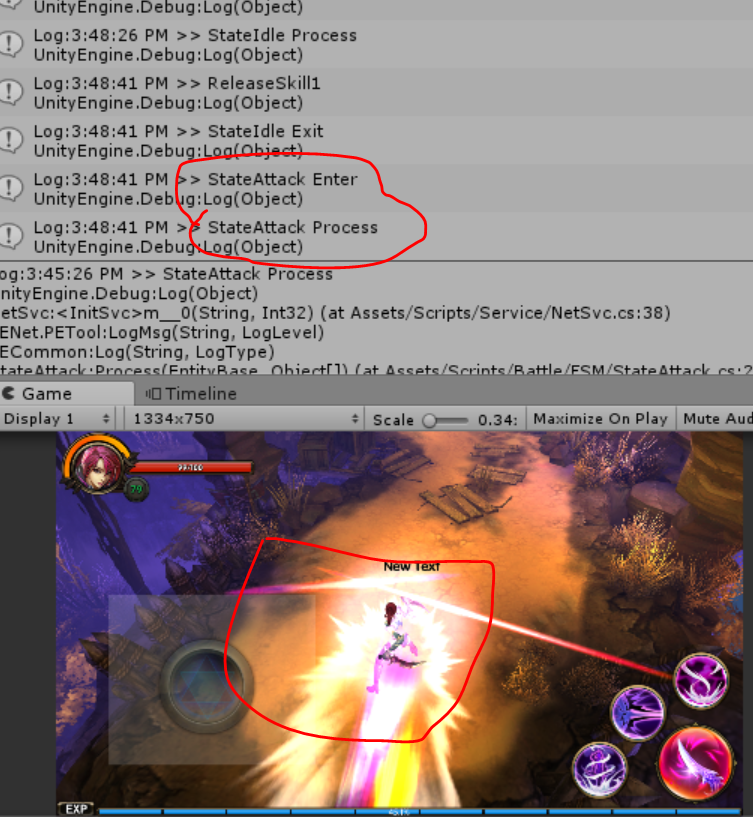 UnityEngine.Debug:Log(Object)
Log:3:48:26 PM >> StateIdle Process
UnityEngine.Debug:Log(Object)
Log:3:48:41 PM >> ReleaseSkill1
UnityEngine.Debug:Log(Object)
Log:3:48:41 PM >> StateIdle Exit
UnityEngine.Debug:Log(Object)
Log:3:48:41 PM >> StateAttack Enter
UnityEngine.Debug:Log(Object)
Log:3:48:41 PM >> StateAttack Process
UnityEngine.Debug:Log(Object)
og:3:45:26 PM >> StateAttack Process
nityEngine.Debug:Log(Object)
etSvc:<InitSvc>m__0(String, Int32) (at Assets/Scripts/Service/NetSvc.cs:38)
ENet.PETool:LogMsg(String, LogLevel)
ECommon:Log(String, LogType)
tateAttack:Process(EntityBase, Object[]) (at Assets/Scripts/Battle/FSM/StateAttack.cs:2
Game Timeline
Display 1 1334x750 Scale 0.34: Maximize On Play Mute Aud
New Text
EXP